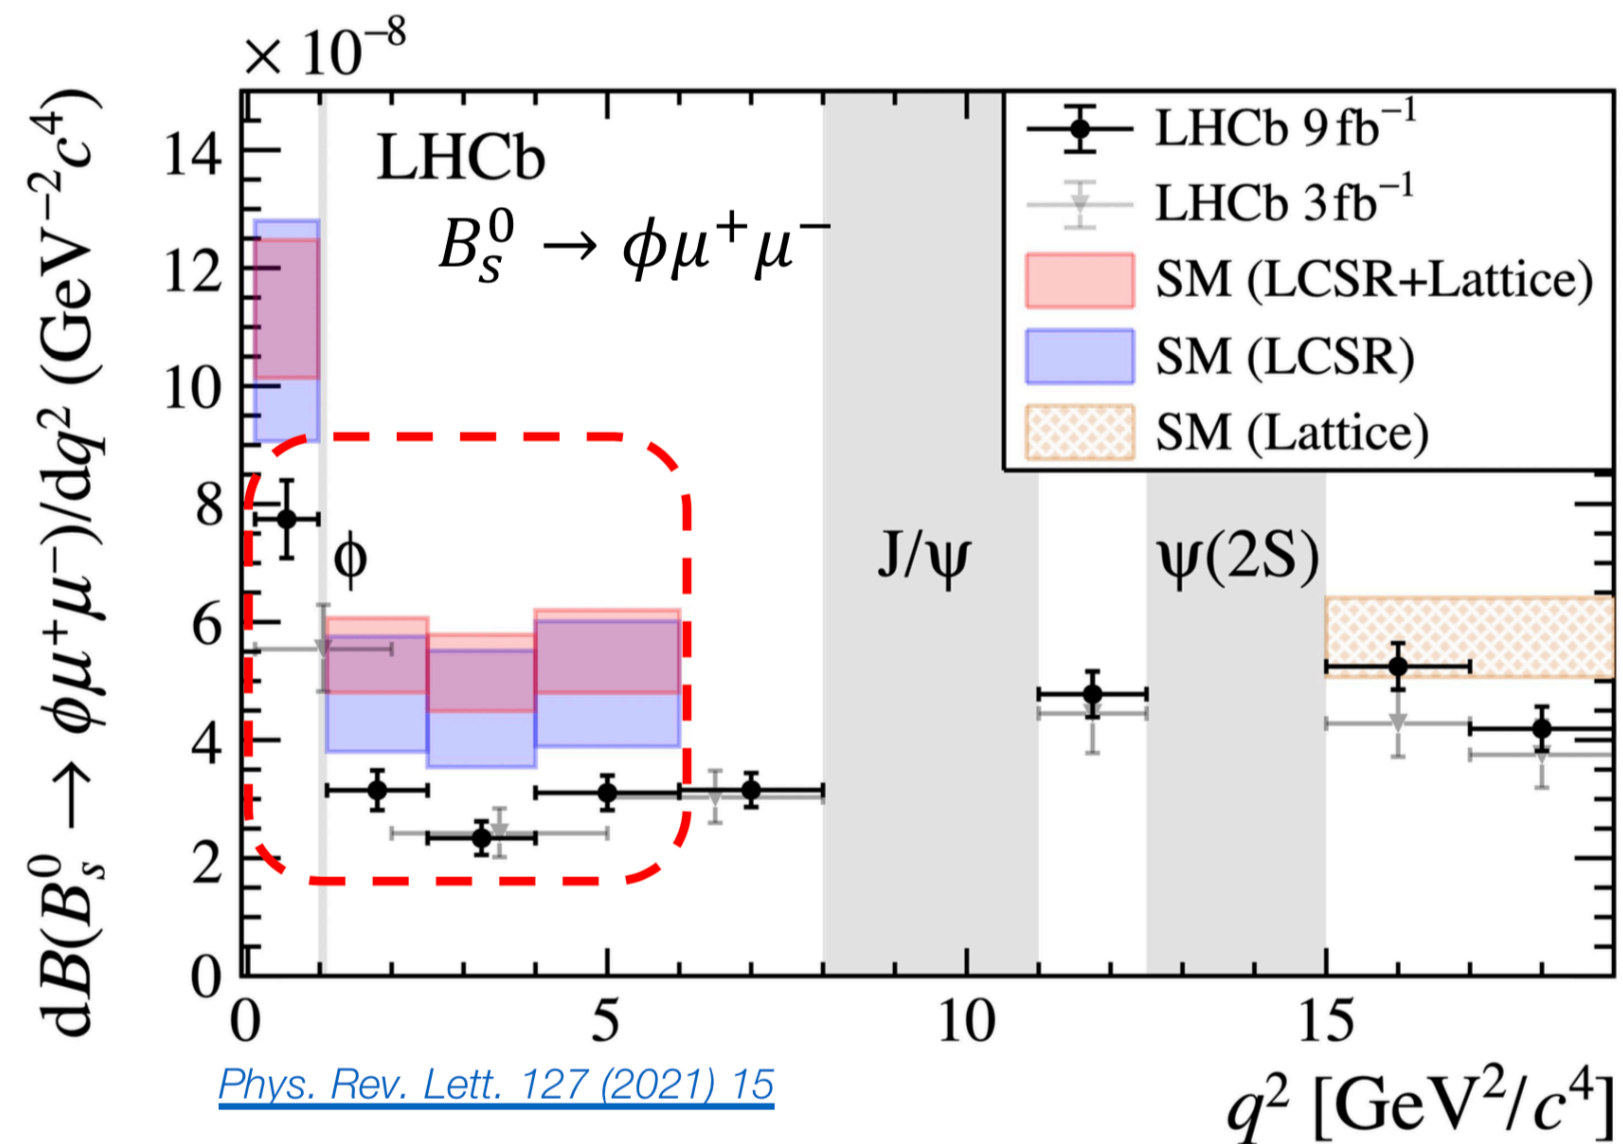 × 10⁻⁸
dB(B⁰ₛ → ϕμ⁺μ⁻)/dq² (GeV⁻²c⁴)
14
12
10
8
6
4
2
0
LHCb
B⁰ₛ → ϕμ⁺μ⁻
LHCb 9 fb⁻¹
LHCb 3 fb⁻¹
SM (LCSR+Lattice)
SM (LCSR)
SM (Lattice)
ϕ
J/ψ
ψ(2S)
0 5 10 15
q² [GeV²/c⁴]
Phys. Rev. Lett. 127 (2021) 15